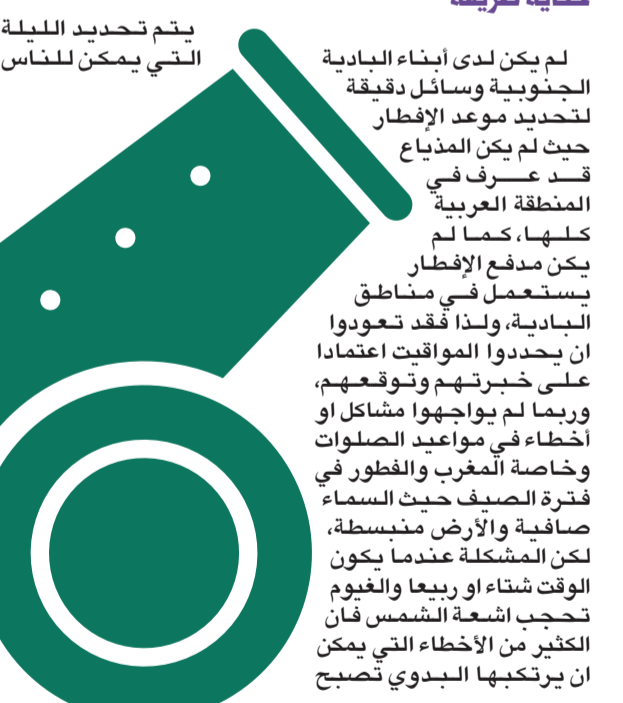 حكاية طريفة
لم يكن لدى أبناء البادية
الجنوبية وسائل دقيقة
لتحديد موعد الإفطار
حيث لم يكن المذياع
قد عرف في
المنطقة العربية
كلها، كما لم
يكن مدفع الإفطار
يستعمل في مناطق
البادية، ولذا فقد تعودوا
ان يحددوا المواقيت اعتمادا
على خبرتهم وتوقعهم،
وربما لم يواجهوا مشاكل او
أخطاء في مواعيد الصلوات
وخاصة المغرب والفطور في
فترة الصيف حيث السماء
صافية والأرض منبسطة،
لكن المشكلة عندما يكون
الوقت شتاء او ربيعا والغيوم
تحجب اشعة الشمس فان
الكثير من الأخطاء التي يمكن
ان يرتكبها البدوي تصبح
يتم تحديد الليلة
التي يمكن للناس